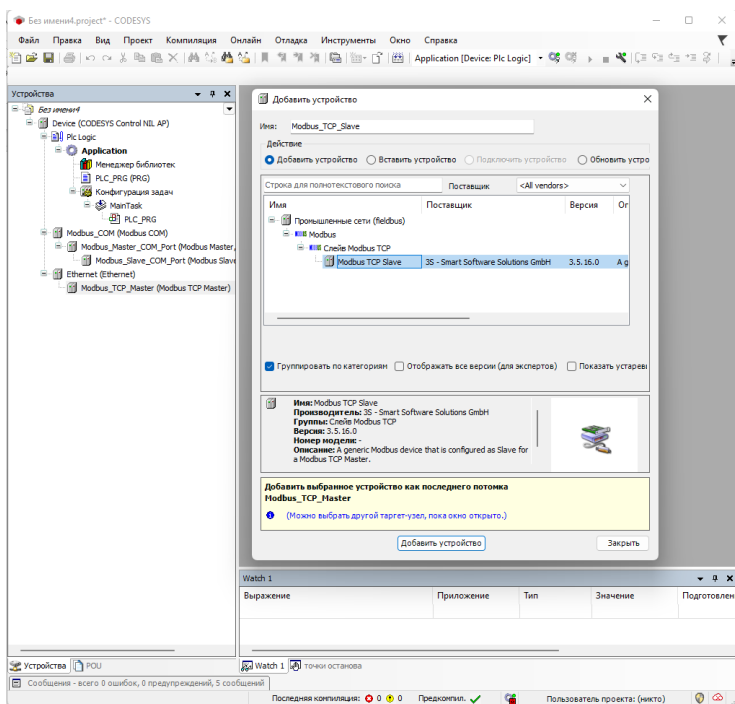 Без имени4.project* - CODESYS
Файл Правка Вид Проект Компиляция Онлайн Отладка Инструменты Окно Справка
Application [Device: Plc Logic]
Устройства
Без имени4
Device (CODESYS Control NIL AP)
Plc Logic
Application
Менеджер библиотек
PLC_PRG (PRG)
Конфигурация задач
MainTask
PLC_PRG
Modbus_COM (Modbus COM)
Modbus_Master_COM_Port (Modbus Master,
Modbus_Slave_COM_Port (Modbus Slave
Ethernet (Ethernet)
Modbus_TCP_Master (Modbus TCP Master)
Добавить устройство
Имя: Modbus_TCP_Slave
Действие
Добавить устройство Вставить устройство Подключить устройство Обновить устро
Строка для полнотекстового поиска Поставщик <All vendors>
Имя Поставщик Версия Оп
Промышленные сети (fieldbus)
Modbus
Слейв Modbus TCP
Modbus TCP Slave 3S - Smart Software Solutions GmbH 3.5.16.0 A g
Группировать по категориям Отображать все версии (для экспертов) Показать устаревш
Имя: Modbus TCP Slave
Производитель: 3S - Smart Software Solutions GmbH
Группы: Слейв Modbus TCP
Версия: 3.5.16.0
Номер модели: -
Описание: A generic Modbus device that is configured as Slave for
a Modbus TCP Master.
Добавить выбранное устройство как последнего потомка
Modbus_TCP_Master
(Можно выбрать другой таргет-узел, пока окно открыто.)
Добавить устройство Закрыть
Watch 1
Выражение Приложение Тип Значение Подготовлен
Устройства POU Watch 1 точки останова
Сообщения - всего 0 ошибок, 0 предупреждений, 5 сообщений
Последняя компиляция: 0 0 Предкомпил. Пользователь проекта: (никто)